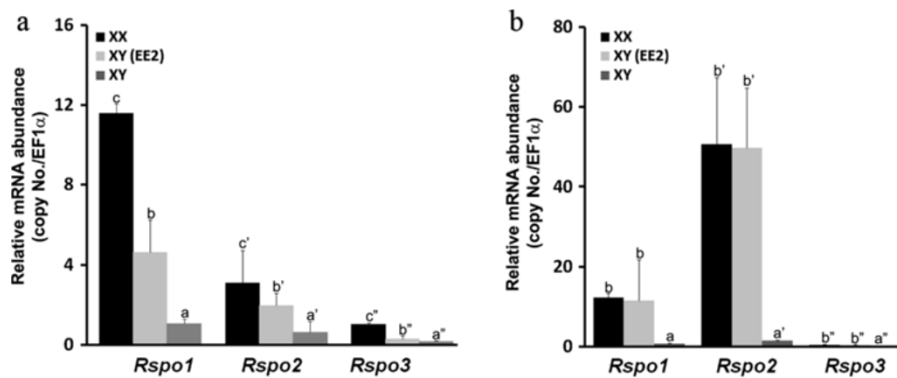 a
Relative mRNA abundance
(copy No./EF1α)
16
12
8
4
0
XX
XY (EE2)
XY
c
b
a
c'
b'
a'
c"
b"
a"
Rspo1
Rspo2
Rspo3
b
Relative mRNA abundance
(copy No./EF1α)
80
60
40
20
0
XX
XY (EE2)
XY
b
b
a
b'
b'
a'
b"
b"
a"
Rspo1
Rspo2
Rspo3